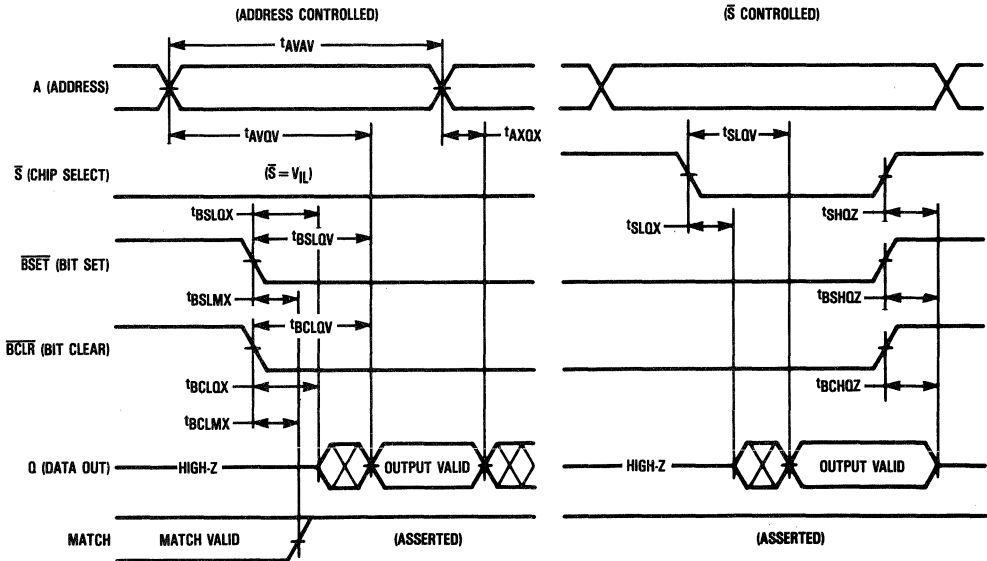 (ADDRESS CONTROLLED)
(S̅ CONTROLLED)
tAVAV
A (ADDRESS)
tAVQV
tAXQX
tSLQV
S̅ (CHIP SELECT)
(S̅ = VIL)
tBSLQX
tSLQX
tSHQZ
tBSLQV
B̅S̅E̅T̅ (BIT SET)
tBSLMX
tBSHQZ
tBCLQV
B̅C̅L̅R̅ (BIT CLEAR)
tBCLQX
tBCHQZ
tBCLMX
Q (DATA OUT)
HIGH-Z
OUTPUT VALID
HIGH-Z
OUTPUT VALID
MATCH
MATCH VALID
(ASSERTED)
(ASSERTED)